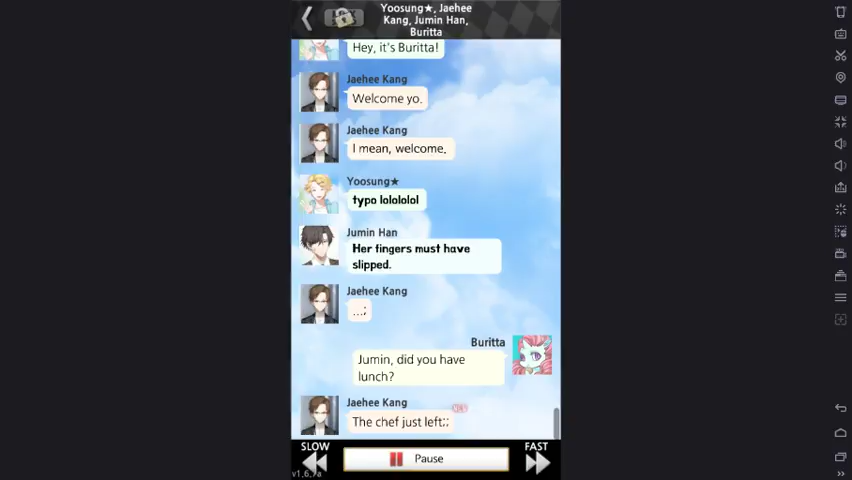 Yoosung★, Jaehee
Kang, Jumin Han,
Buritta
Hey, it's Buritta!
Jaehee Kang
Welcome yo.
Jaehee Kang
I mean, welcome.
Yoosung★
typo lolololol
Jumin Han
Her fingers must have
slipped.
Jaehee Kang
...;
Buritta
Jumin, did you have
lunch?
Jaehee Kang
The chef just left;;
SLOW
Pause
FAST
v1.6.7a